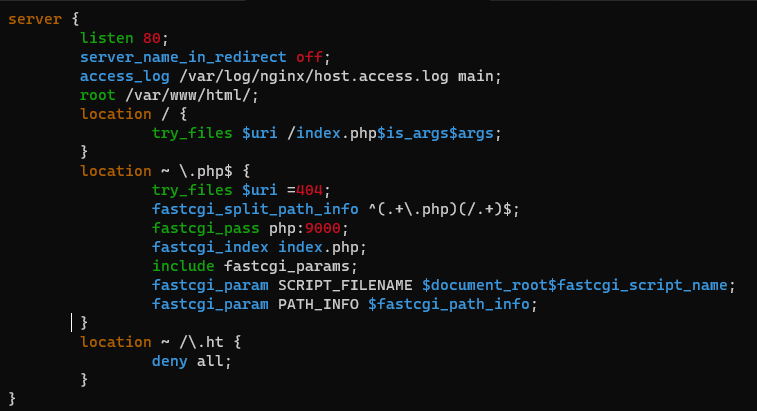 server {
        listen 80;
        server_name_in_redirect off;
        access_log /var/log/nginx/host.access.log main;
        root /var/www/html/;
        location / {
                try_files $uri /index.php$is_args$args;
        }
        location ~ \.php$ {
                try_files $uri =404;
                fastcgi_split_path_info ^(.+\.php)(/.+)$;
                fastcgi_pass php:9000;
                fastcgi_index index.php;
                include fastcgi_params;
                fastcgi_param SCRIPT_FILENAME $document_root$fastcgi_script_name;
                fastcgi_param PATH_INFO $fastcgi_path_info;
        }
        location ~ /\.ht {
                deny all;
        }
}